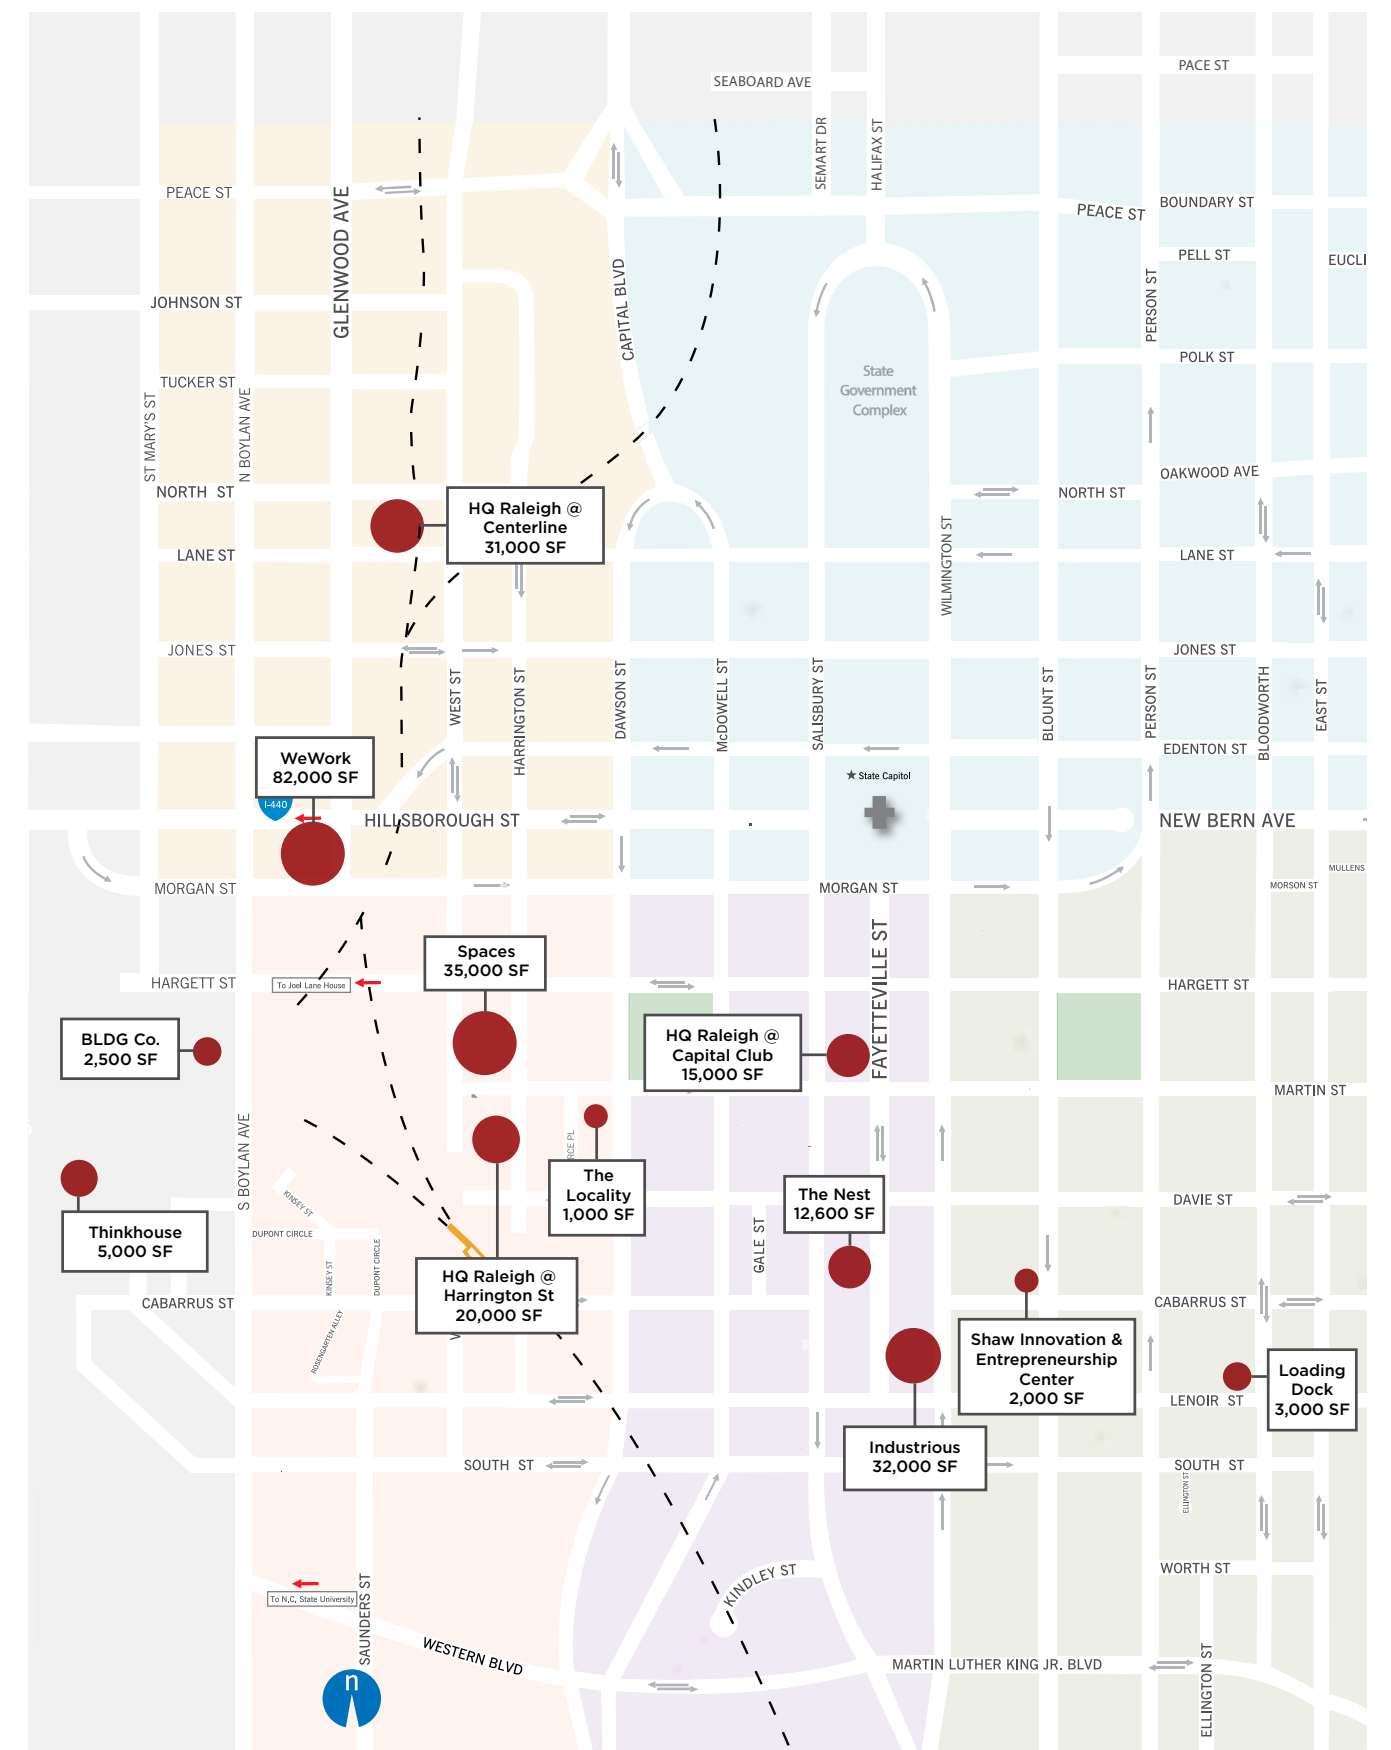 PACE ST
SEABOARD AVE
SEMART DR
HALIFAX ST
PEACE ST
GLENWOOD AVE
PEACE ST
BOUNDARY ST
PELL ST
EUCLI
CAPITAL BLVD
PERSON ST
JOHNSON ST
POLK ST
State
Government
Complex
TUCKER ST
ST MARY'S ST
N BOYLAN AVE
OAKWOOD AVE
NORTH ST
NORTH ST
HQ Raleigh @
Centerline
31,000 SF
LANE ST
WILMINGTON ST
LANE ST
JONES ST
JONES ST
WEST ST
HARRINGTON ST
DAWSON ST
McDOWELL ST
SALISBURY ST
BLOUNT ST
PERSON ST
BLOODWORTH
EAST ST
EDENTON ST
WeWork
82,000 SF
State Capitol
I-440
HILLSBOROUGH ST
NEW BERN AVE
MULLENS
MORGAN ST
MORGAN ST
MORSON ST
FAYETTEVILLE ST
Spaces
35,000 SF
HARGETT ST
To Joel Lane House
HARGETT ST
BLDG Co.
2,500 SF
HQ Raleigh @
Capital Club
15,000 SF
MARTIN ST
S BOYLAN AVE
RCE PL
The
Locality
1,000 SF
The Nest
12,600 SF
DAVIE ST
KINSEY ST
Thinkhouse
5,000 SF
DUPONT CIRCLE
DUPONT CIRCLE
KINSEY ST
GALE ST
HQ Raleigh @
Harrington St
20,000 SF
CABARRUS ST
CABARRUS ST
ROSENGARTEN ALLEY
Shaw Innovation &
Entrepreneurship
Center
2,000 SF
Loading
Dock
3,000 SF
LENOIR ST
Industrious
32,000 SF
SOUTH ST
SOUTH ST
ELLINGTON ST
WORTH ST
KINDLEY ST
To N.C. State University
SAUNDERS ST
WESTERN BLVD
MARTIN LUTHER KING JR. BLVD
ELLINGTON ST
n